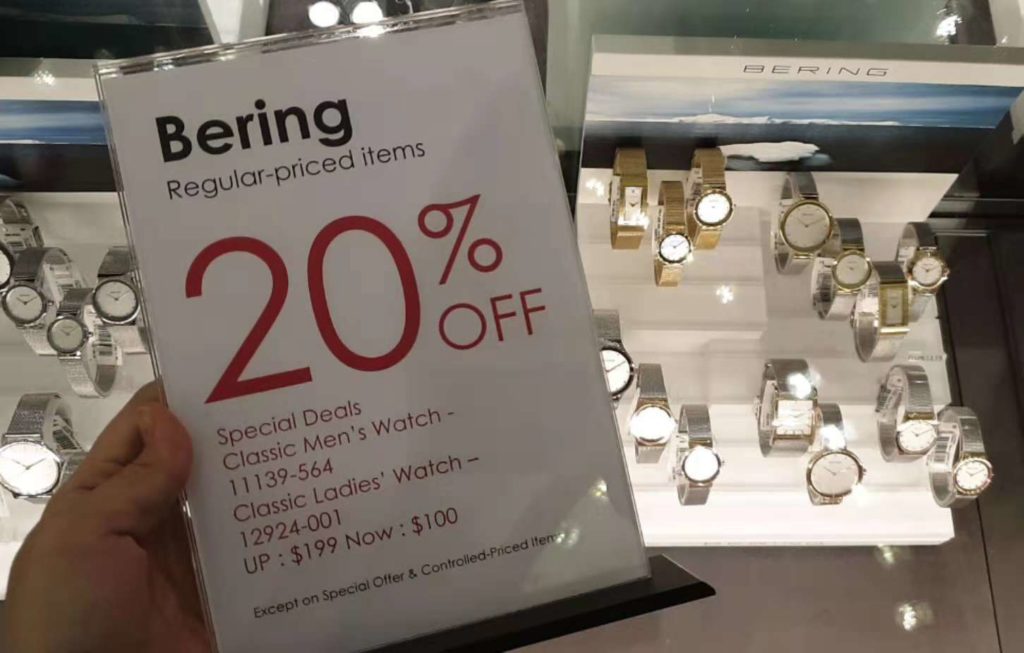 Bering
Regular-priced items
20% OFF
Special Deals
Classic Men's Watch -
11139-564
Classic Ladies' Watch –
12924-001
UP : $199 Now : $100
Except on Special Offer & Controlled-Priced Items
BERING